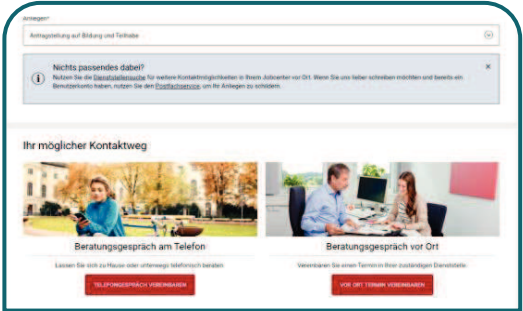 Anliegen*
Antragstellung auf Bildung und Teilhabe
Nichts passendes dabei?
Nutzen Sie die Dienststellensuche für weitere Kontaktmöglichkeiten in Ihrem Jobcenter vor Ort. Wenn Sie uns lieber schreiben möchten und bereits ein
Benutzerkonto haben, nutzen Sie den Postfachservice, um Ihr Anliegen zu schildern.
Ihr möglicher Kontaktweg
Beratungsgespräch am Telefon
Beratungsgespräch vor Ort
Lassen Sie sich zu Hause oder unterwegs telefonisch beraten.
Vereinbaren Sie einen Termin in Ihrer zuständigen Dienststelle.
TELEFONGESPRÄCH VEREINBAREN
VOR ORT TERMIN VEREINBAREN